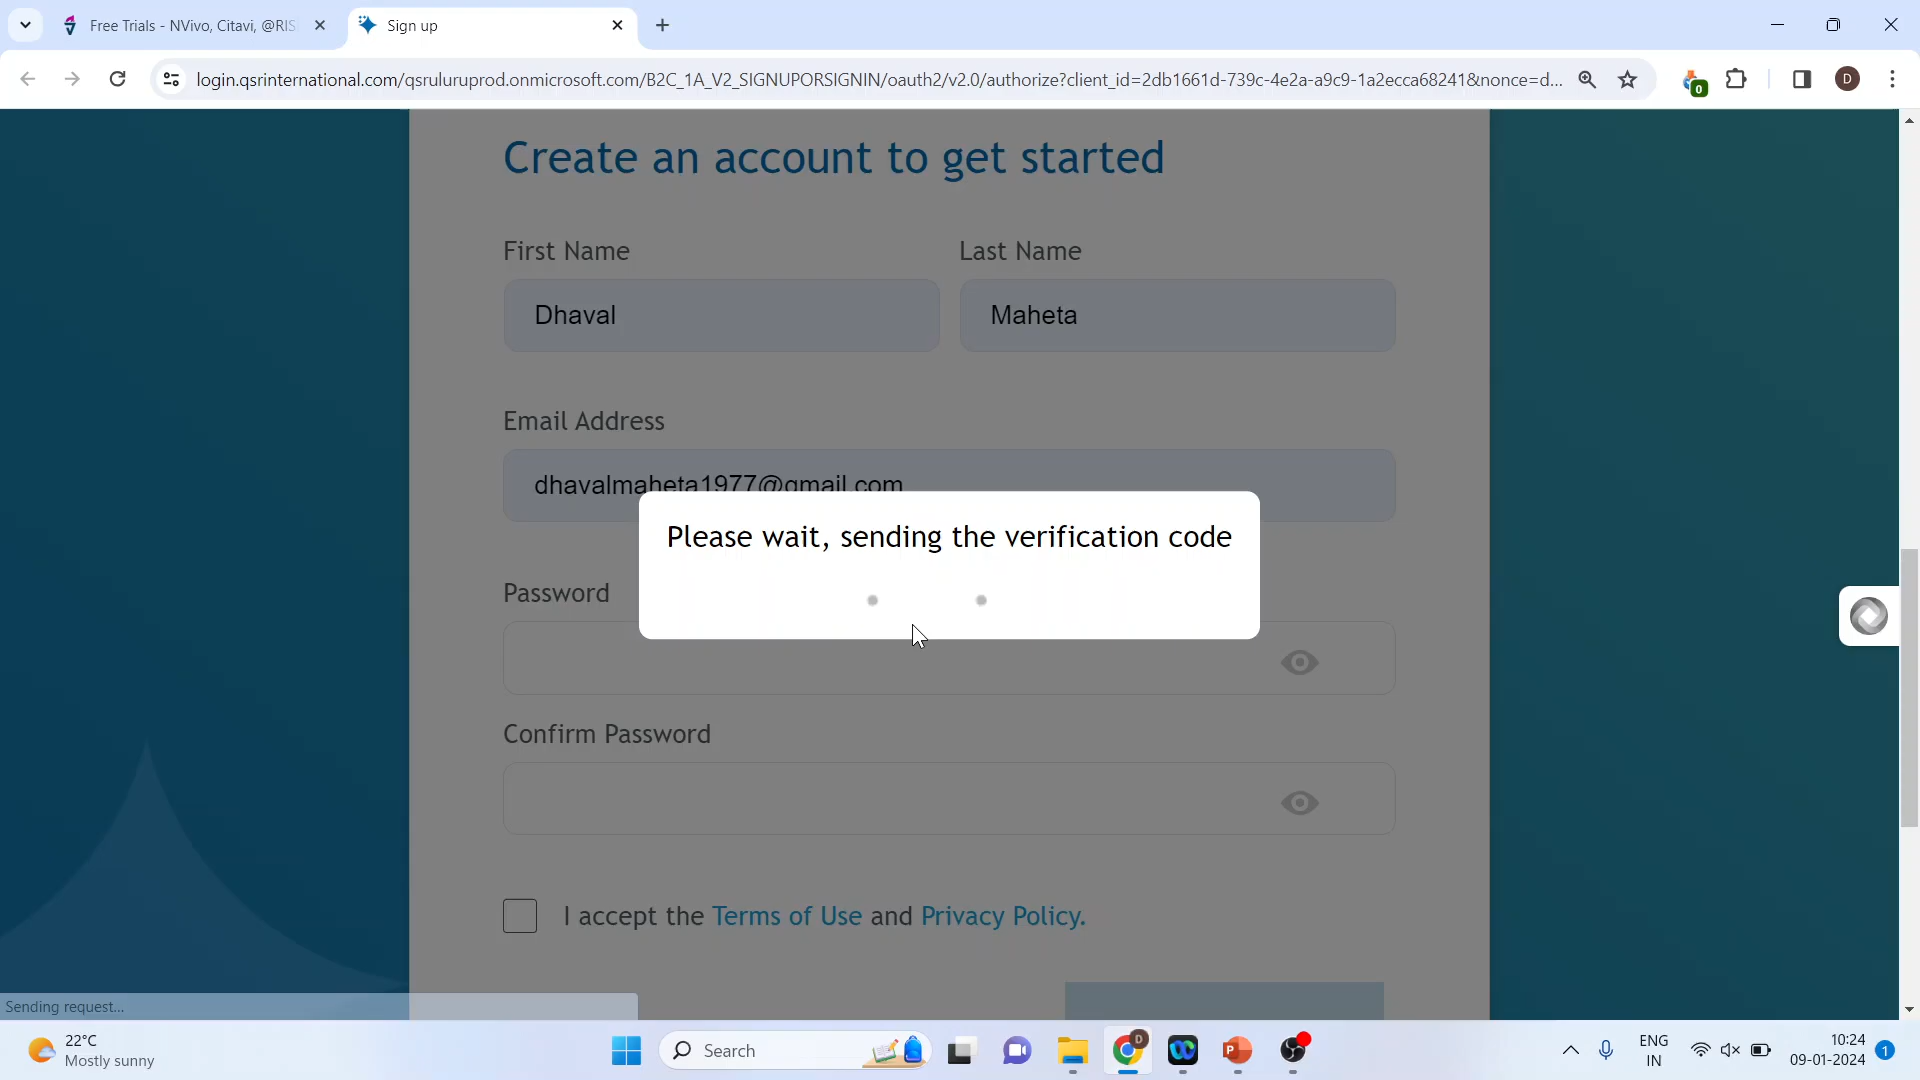 Free Trials - NVivo, Citavi, @RIS
Sign up
login.qsrinternational.com/qsruluruprod.onmicrosoft.com/B2C_1A_V2_SIGNUPORSIGNIN/oauth2/v2.0/authorize?client_id=2db1661d-739c-4e2a-a9c9-1a2ecca68241&nonce=d...
0
D
Create an account to get started
First Name
Last Name
Dhaval
Maheta
Email Address
dhavalmaheta1977@gmail.com
Please wait, sending the verification code
Password
Confirm Password
I accept the Terms of Use and Privacy Policy.
Sending request...
22°C
Mostly sunny
Search
D
P
ENG
IN
10:24
09-01-2024
1